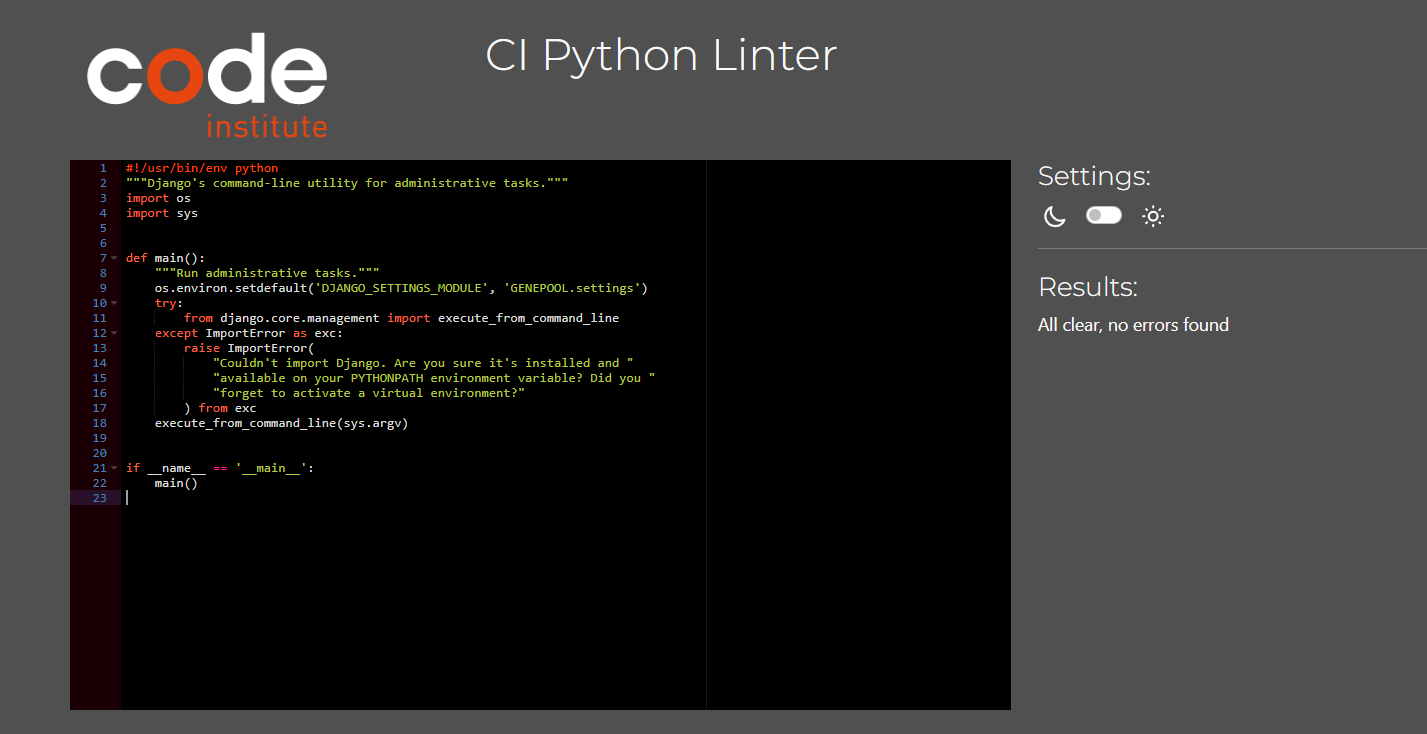 code
institute
CI Python Linter
1 #!/usr/bin/env python
2 """Django's command-line utility for administrative tasks."""
3 import os
4 import sys
5
6
7 def main():
8     """Run administrative tasks."""
9     os.environ.setdefault('DJANGO_SETTINGS_MODULE', 'GENEPOOL.settings')
10     try:
11         from django.core.management import execute_from_command_line
12     except ImportError as exc:
13         raise ImportError(
14             "Couldn't import Django. Are you sure it's installed and "
15             "available on your PYTHONPATH environment variable? Did you "
16             "forget to activate a virtual environment?"
17         ) from exc
18     execute_from_command_line(sys.argv)
19
20
21 if __name__ == '__main__':
22     main()
23
Settings:
Results:
All clear, no errors found